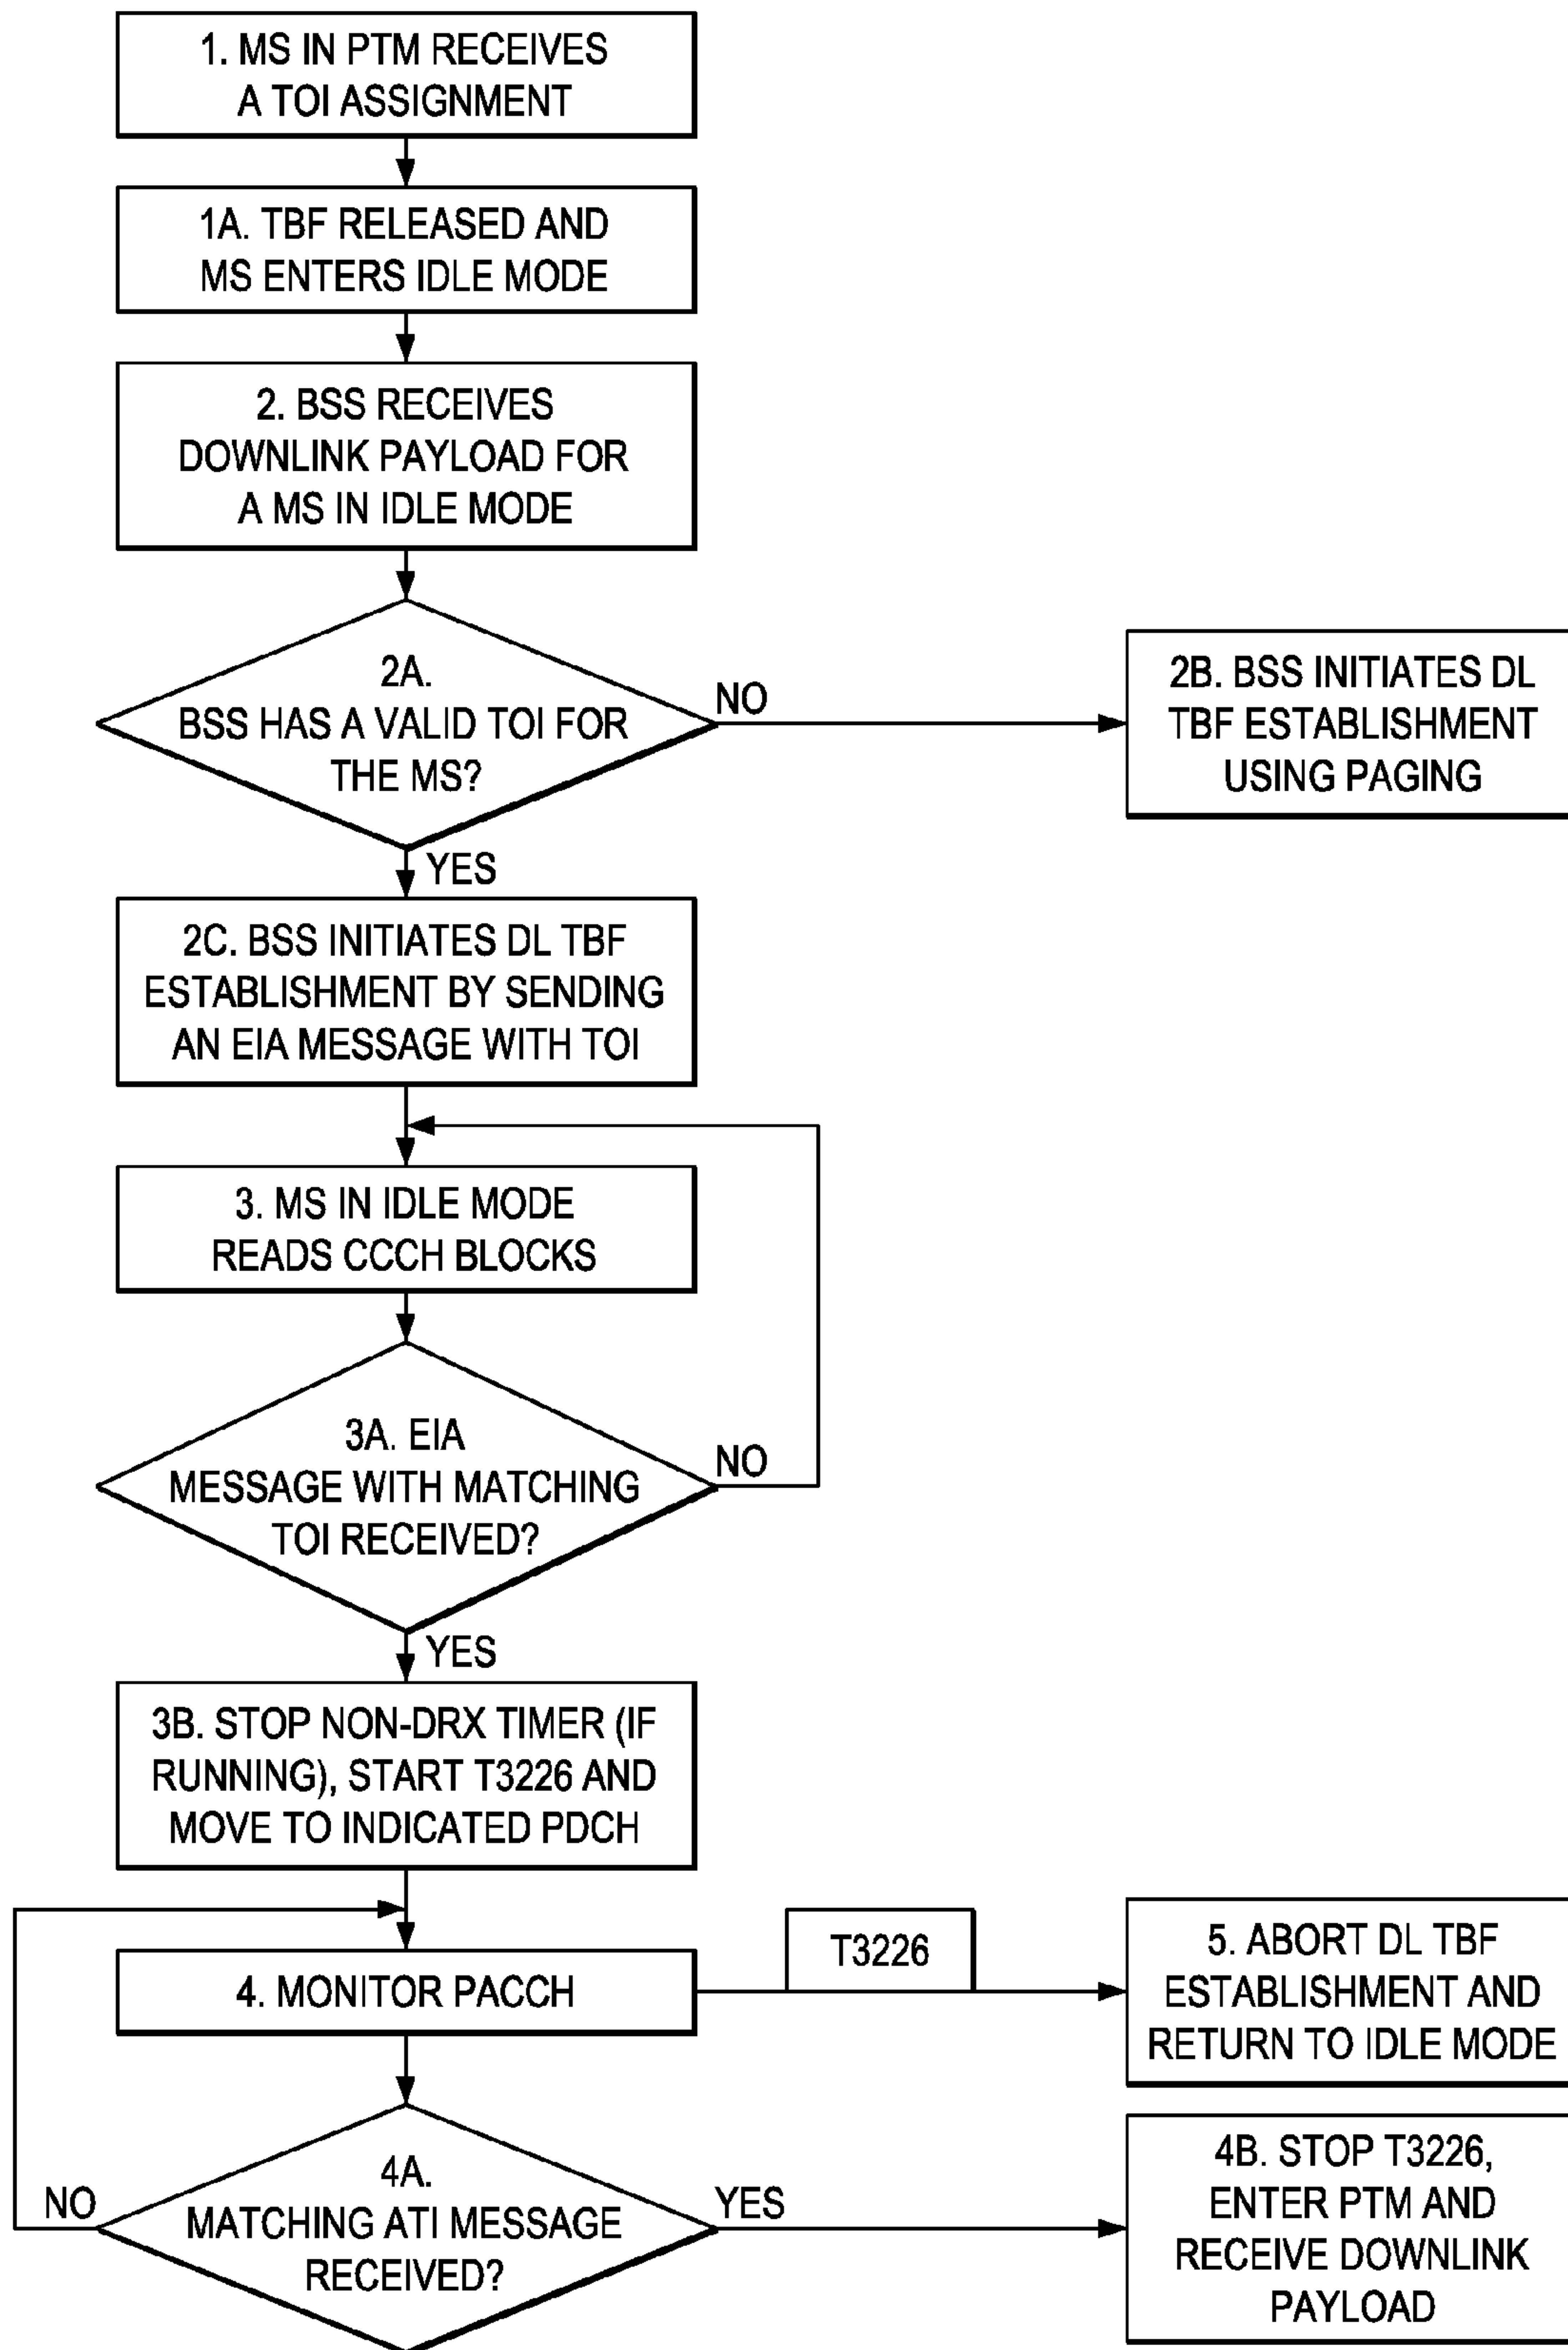 1. MS IN PTM RECEIVES
A TOI ASSIGNMENT
1A. TBF RELEASED AND
MS ENTERS IDLE MODE
2. BSS RECEIVES
DOWNLINK PAYLOAD FOR
A MS IN IDLE MODE
2A.
BSS HAS A VALID TOI FOR
THE MS?
NO
2B. BSS INITIATES DL
TBF ESTABLISHMENT
USING PAGING
YES
2C. BSS INITIATES DL TBF
ESTABLISHMENT BY SENDING
AN EIA MESSAGE WITH TOI
3. MS IN IDLE MODE
READS CCCH BLOCKS
3A. EIA
MESSAGE WITH MATCHING
TOI RECEIVED?
NO
YES
3B. STOP NON-DRX TIMER (IF
RUNNING), START T3226 AND
MOVE TO INDICATED PDCH
4. MONITOR PACCH
T3226
5. ABORT DL TBF
ESTABLISHMENT AND
RETURN TO IDLE MODE
4A.
MATCHING ATI MESSAGE
RECEIVED?
NO
YES
4B. STOP T3226,
ENTER PTM AND
RECEIVE DOWNLINK
PAYLOAD